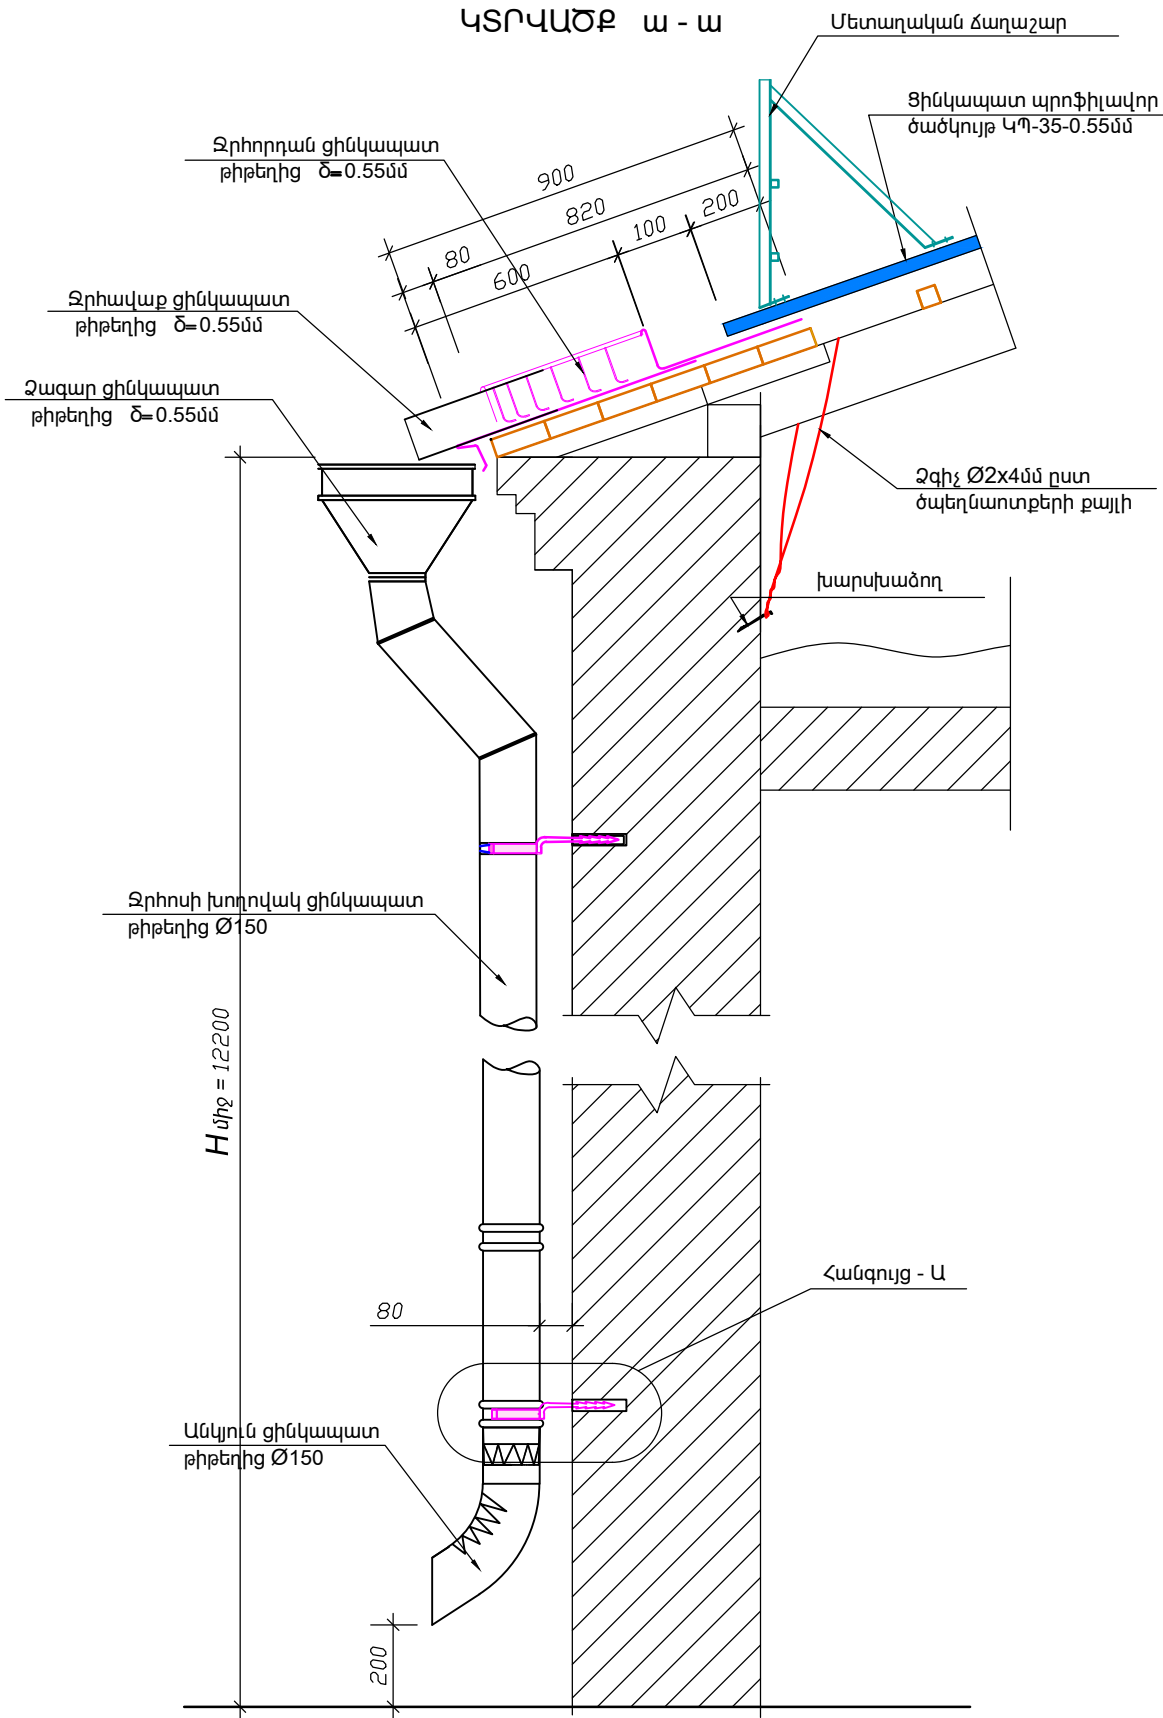 ԿՏՐՎԱԾՔ ա - ա
Մետաղական ճաղաշար
Ցինկապատ պրոֆիլավոր
ծածկույթ ԿՊ-35-0.55մմ
Ջրհորդան ցինկապատ
թիթեղից δ=0.55մմ
900
820
200
100
80
600
Ջրհավաք ցինկապատ
թիթեղից δ=0.55մմ
Ձագար ցինկապատ
թիթեղից δ=0.55մմ
Ձգիչ Ø2x4մմ ըստ
ծպեղնաոտքերի քայլի
խարսխաձող
Ջրհոսի խողովակ ցինկապատ
թիթեղից Ø150
H միջ = 12200
Հանգույց - Ա
80
Անկյուն ցինկապատ
թիթեղից Ø150
200